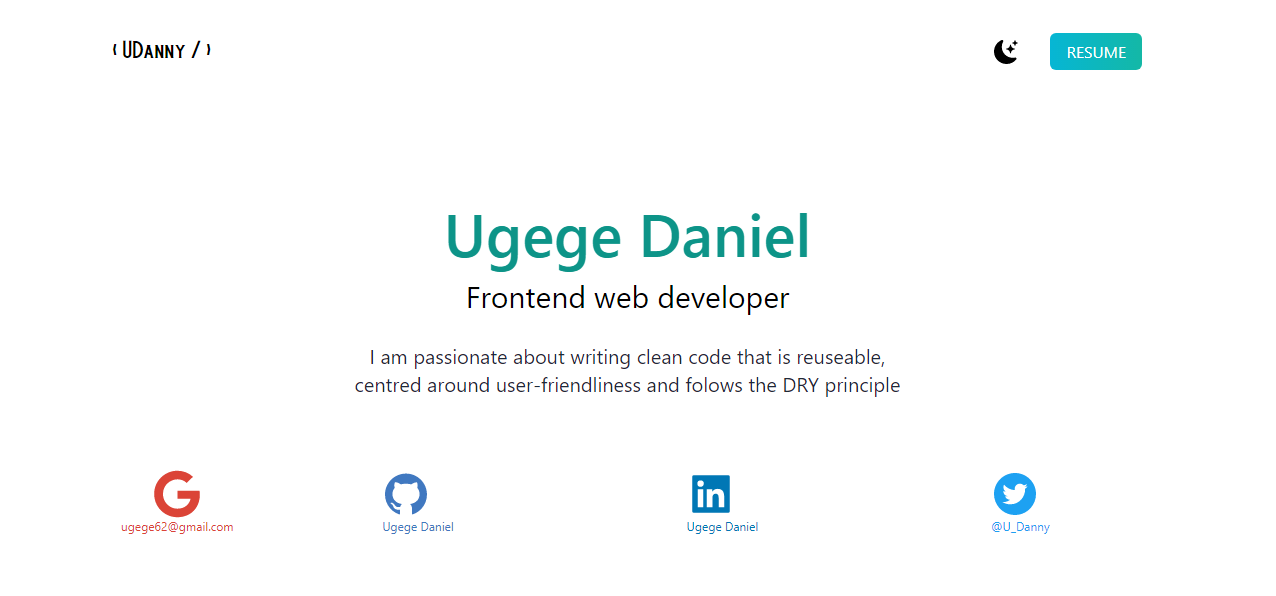 ( UDanny / )
RESUME
Ugege Daniel
Frontend web developer
I am passionate about writing clean code that is reuseable,
centred around user-friendliness and folows the DRY principle
ugege62@gmail.com
Ugege Daniel
Ugege Daniel
@U_Danny